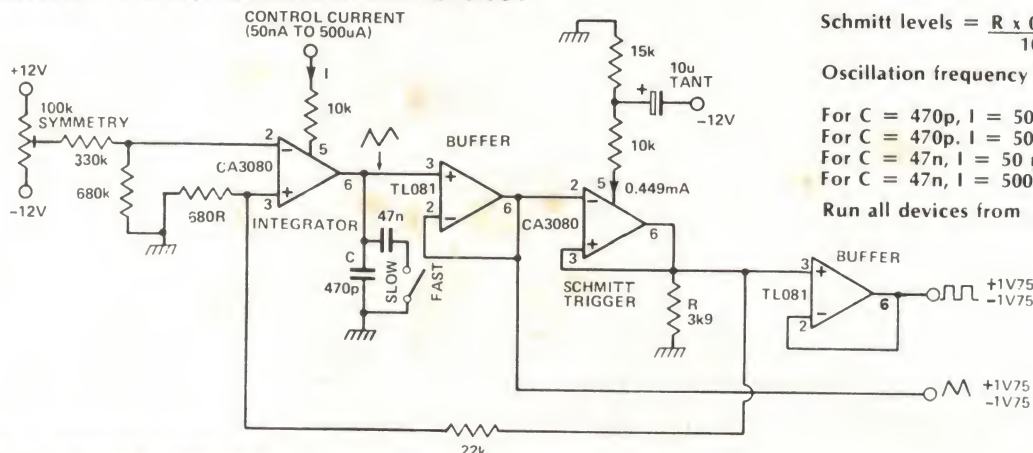 CONTROL CURRENT
(50nA TO 500uA)
I
10k
+12V
100k
SYMMETRY
330k
-12V
680k
680R
2
3
5
6
CA3080
INTEGRATOR
C
470p
47n
SLOW
FAST
BUFFER
3
2
TL081
6
15k
10u
TANT
+
-12V
10k
5
0.449mA
2
CA3080
3
6
SCHMITT
TRIGGER
R
3k9
BUFFER
3
TL081
2
6
+1V75
-1V75
+1V75
-1V75
22k
Schmitt levels = R x
Oscillation frequency
For C = 470p, I = 50
For C = 470p. I = 50
For C = 47n, I = 50 n
For C = 47n, I = 500
Run all devices from